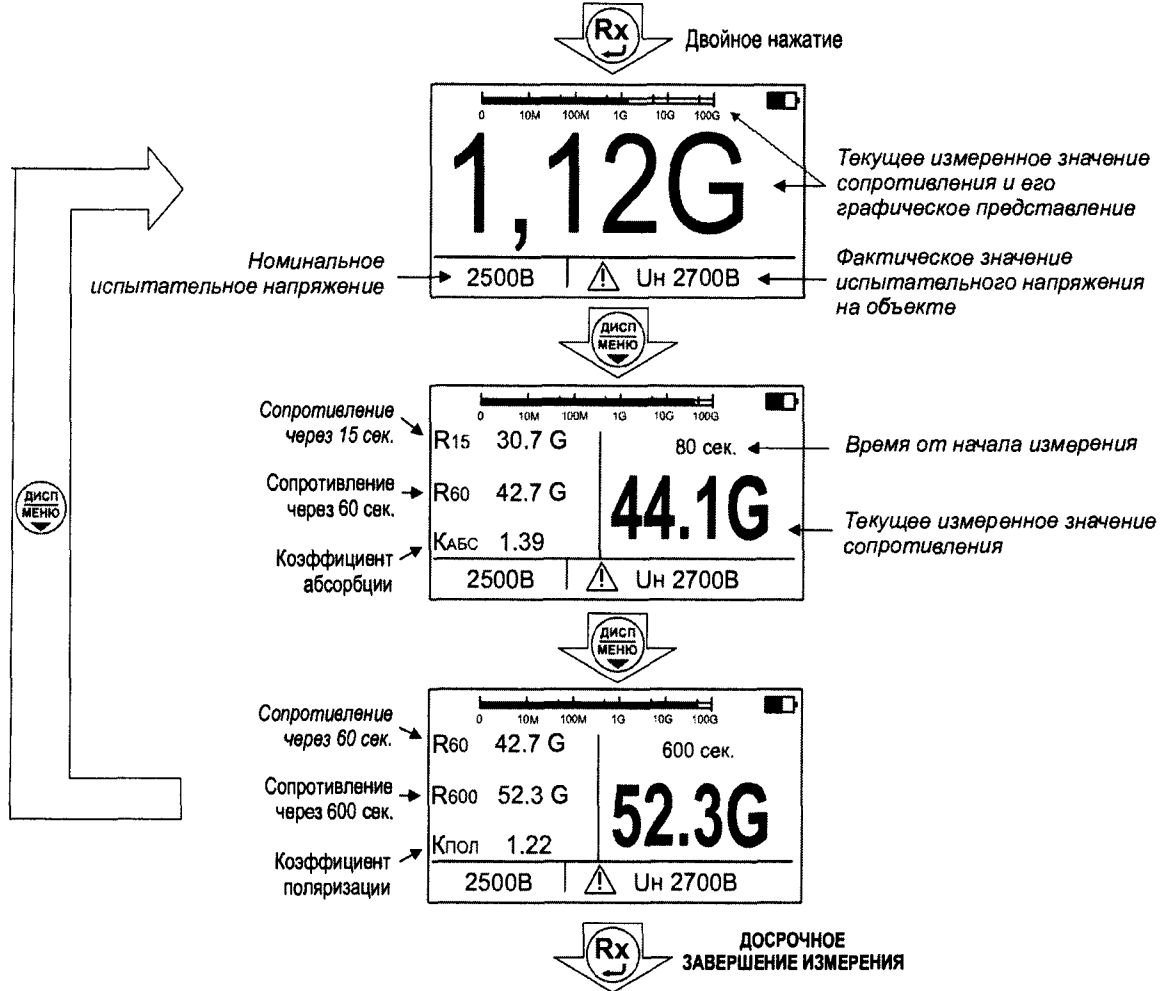 Rx
Двойное нажатие
0 10M 100M 1G 10G 100G
1,12G
Текущее измеренное значение
сопротивления и его
графическое представление
Номинальное
испытательное напряжение
2500В
Uн 2700В
Фактическое значение
испытательного напряжения
на объекте
ДИСП
МЕНЮ
0 10M 100M 1G 10G 100G
Сопротивление
через 15 сек.
R15 30.7 G
80 сек.
Время от начала измерения
Сопротивление
через 60 сек.
R60 42.7 G
44.1G
Текущее измеренное значение
сопротивления
Коэффициент
абсорбции
КАБС 1.39
2500В
Uн 2700В
ДИСП
МЕНЮ
ДИСП
МЕНЮ
0 10M 100M 1G 10G 100G
Сопротивление
через 60 сек.
R60 42.7 G
600 сек.
Сопротивление
через 600 сек.
R600 52.3 G
52.3G
Коэффициент
поляризации
КПОЛ 1.22
2500В
Uн 2700В
Rx
ДОСРОЧНОЕ
ЗАВЕРШЕНИЕ ИЗМЕРЕНИЯ